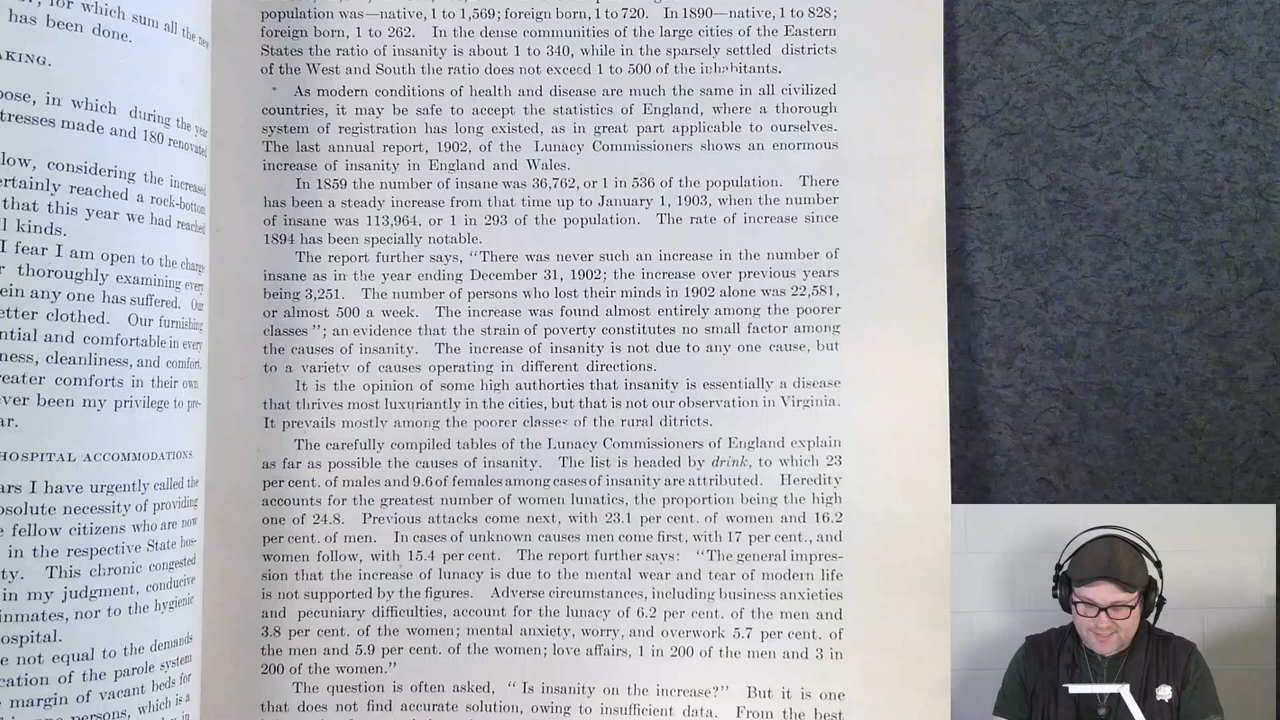 for which sum all the new
has been done.
AKING.
pose, in which during the year
tresses made and 180 renovated
low, considering the increased
ertainly reached a rock-bottom
that this year we had reached
ll kinds.
I fear I am open to the charge
r thoroughly examining every
ein any one has suffered. Our
etter clothed. Our furnishing
ntial and comfortable in every
ness, cleanliness, and comfort.
reater comforts in their own
ver been my privilege to pre-
ar.
HOSPITAL ACCOMMODATIONS.
ars I have urgently called the
bsolute necessity of providing
e fellow citizens who are now
in the respective State hos-
ty. This chronic congested
in my judgment, conducive
inmates, nor to the hygienic
ospital.
e not equal to the demands
cation of the parole system
margin of vacant beds for
persons, which is a
population was—native, 1 to 1,569; foreign born, 1 to 720. In 1890—native, 1 to 828;
foreign born, 1 to 262. In the dense communities of the large cities of the Eastern
States the ratio of insanity is about 1 to 340, while in the sparsely settled districts
of the West and South the ratio does not exceed 1 to 500 of the inhabitants.
As modern conditions of health and disease are much the same in all civilized
countries, it may be safe to accept the statistics of England, where a thorough
system of registration has long existed, as in great part applicable to ourselves.
The last annual report, 1902, of the Lunacy Commissioners shows an enormous
increase of insanity in England and Wales.
In 1859 the number of insane was 36,762, or 1 in 536 of the population. There
has been a steady increase from that time up to January 1, 1903, when the number
of insane was 113,964, or 1 in 293 of the population. The rate of increase since
1894 has been specially notable.
The report further says, "There was never such an increase in the number of
insane as in the year ending December 31, 1902; the increase over previous years
being 3,251. The number of persons who lost their minds in 1902 alone was 22,581,
or almost 500 a week. The increase was found almost entirely among the poorer
classes"; an evidence that the strain of poverty constitutes no small factor among
the causes of insanity. The increase of insanity is not due to any one cause, but
to a variety of causes operating in different directions.
It is the opinion of some high authorties that insanity is essentially a disease
that thrives most luxuriantly in the cities, but that is not our observation in Virginia.
It prevails mostly among the poorer classes of the rural ditricts.
The carefully compiled tables of the Lunacy Commissioners of England explain
as far as possible the causes of insanity. The list is headed by drink, to which 23
per cent. of males and 9.6 of females among cases of insanity are attributed. Heredity
accounts for the greatest number of women lunatics, the proportion being the high
one of 24.8. Previous attacks come next, with 23.1 per cent. of women and 16.2
per cent. of men. In cases of unknown causes men come first, with 17 per cent., and
women follow, with 15.4 per cent. The report further says: "The general impres-
sion that the increase of lunacy is due to the mental wear and tear of modern life
is not supported by the figures. Adverse circumstances, including business anxieties
and pecuniary difficulties, account for the lunacy of 6.2 per cent. of the men and
3.8 per cent. of the women; mental anxiety, worry, and overwork 5.7 per cent. of
the men and 5.9 per cent. of the women; love affairs, 1 in 200 of the men and 3 in
200 of the women."
The question is often asked, "Is insanity on the increase?" But it is one
that does not find accurate solution, owing to insufficient data. From the best